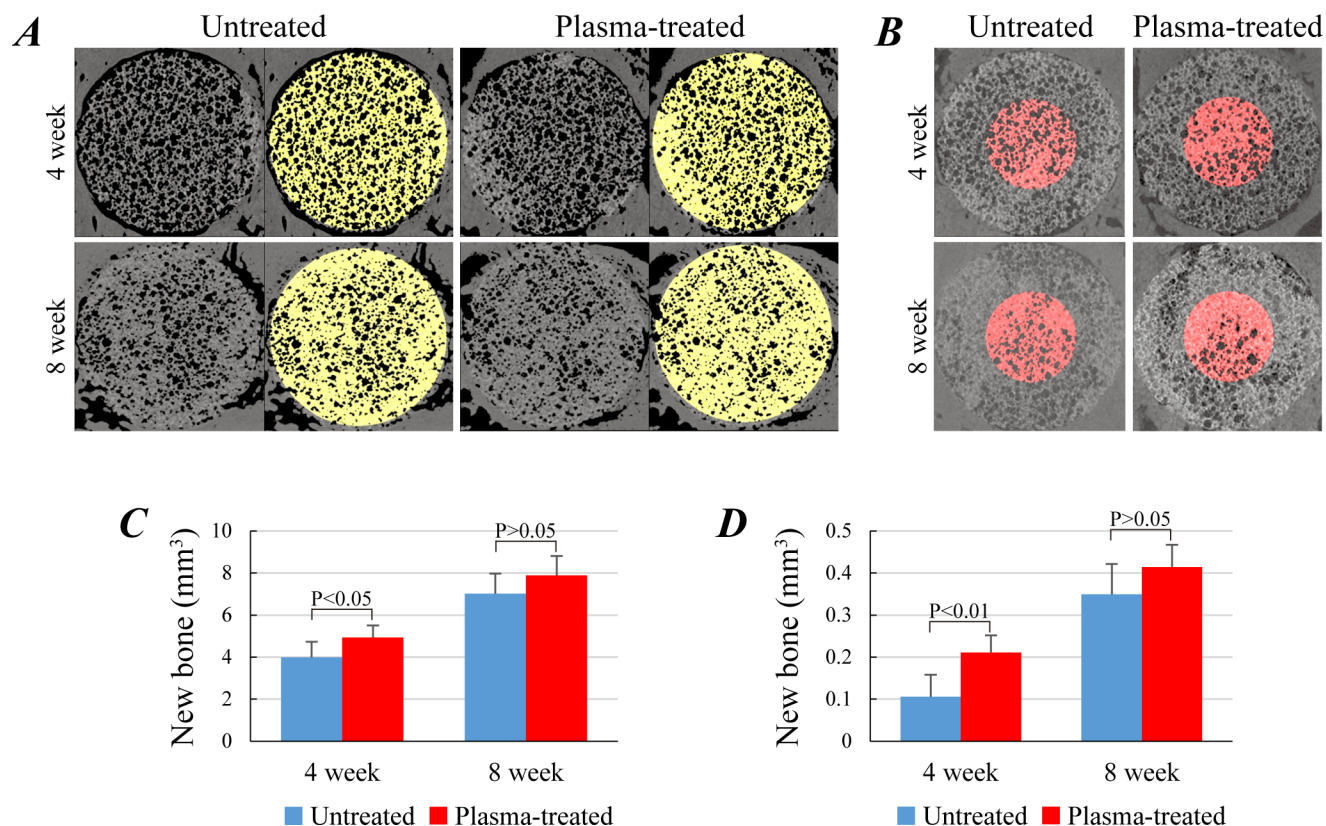 A
Untreated
Plasma-treated
4 week
8 week
B
Untreated
Plasma-treated
4 week
8 week
C
New bone (mm³)
10
8
6
4
2
0
P<0.05
P>0.05
4 week
8 week
Untreated
Plasma-treated
D
New bone (mm³)
0.5
0.4
0.3
0.2
0.1
0
P<0.01
P>0.05
4 week
8 week
Untreated
Plasma-treated